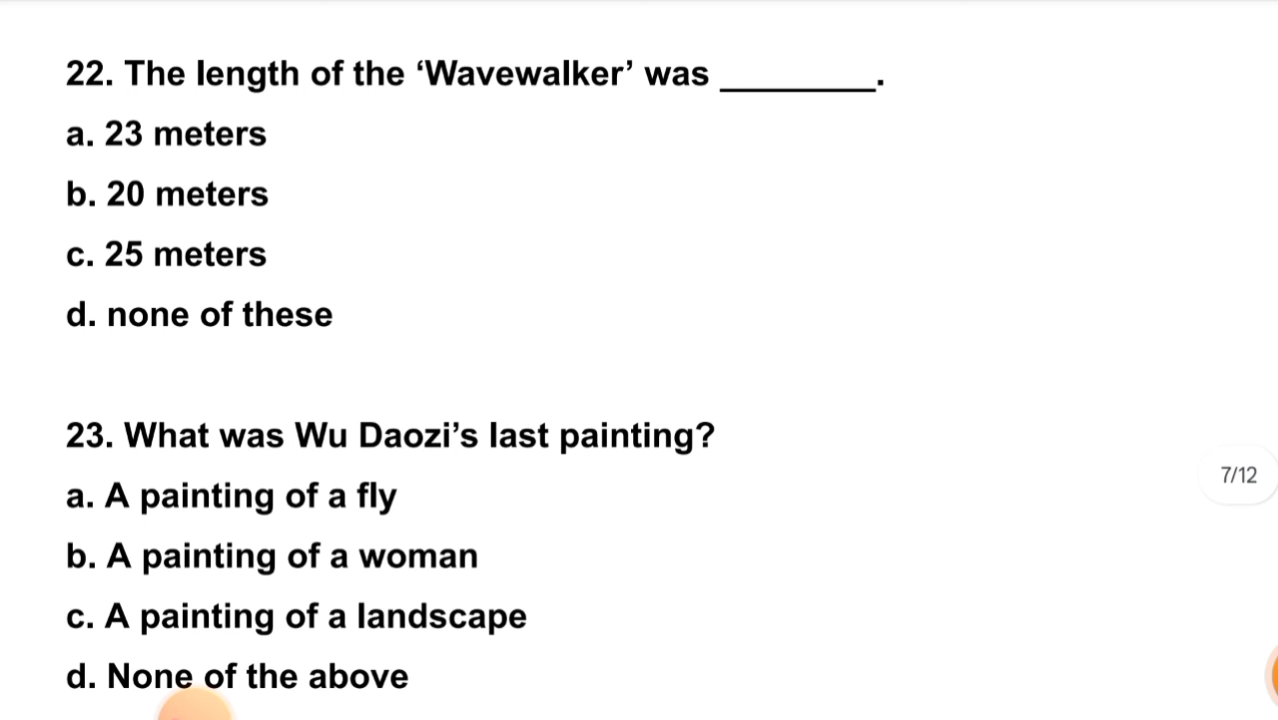 22. The length of the ‘Wavewalker’ was ________.
a. 23 meters
b. 20 meters
c. 25 meters
d. none of these
23. What was Wu Daozi’s last painting?
a. A painting of a fly
7/12
b. A painting of a woman
c. A painting of a landscape
d. None of the above